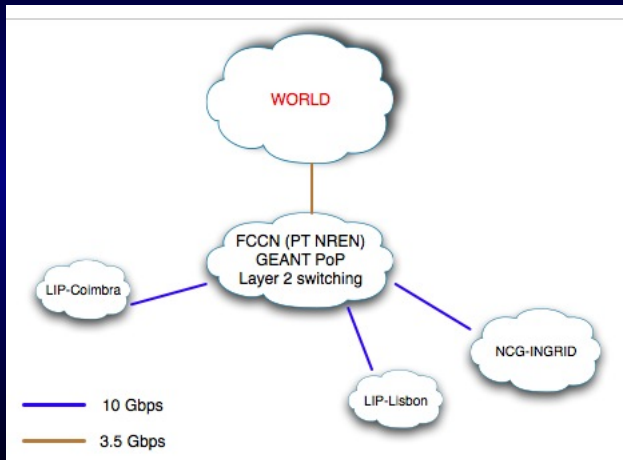 WORLD
FCCN (PT NREN)
GEANT PoP
Layer 2 switching
LIP-Coimbra
NCG-INGRID
LIP-Lisbon
10 Gbps
3.5 Gbps